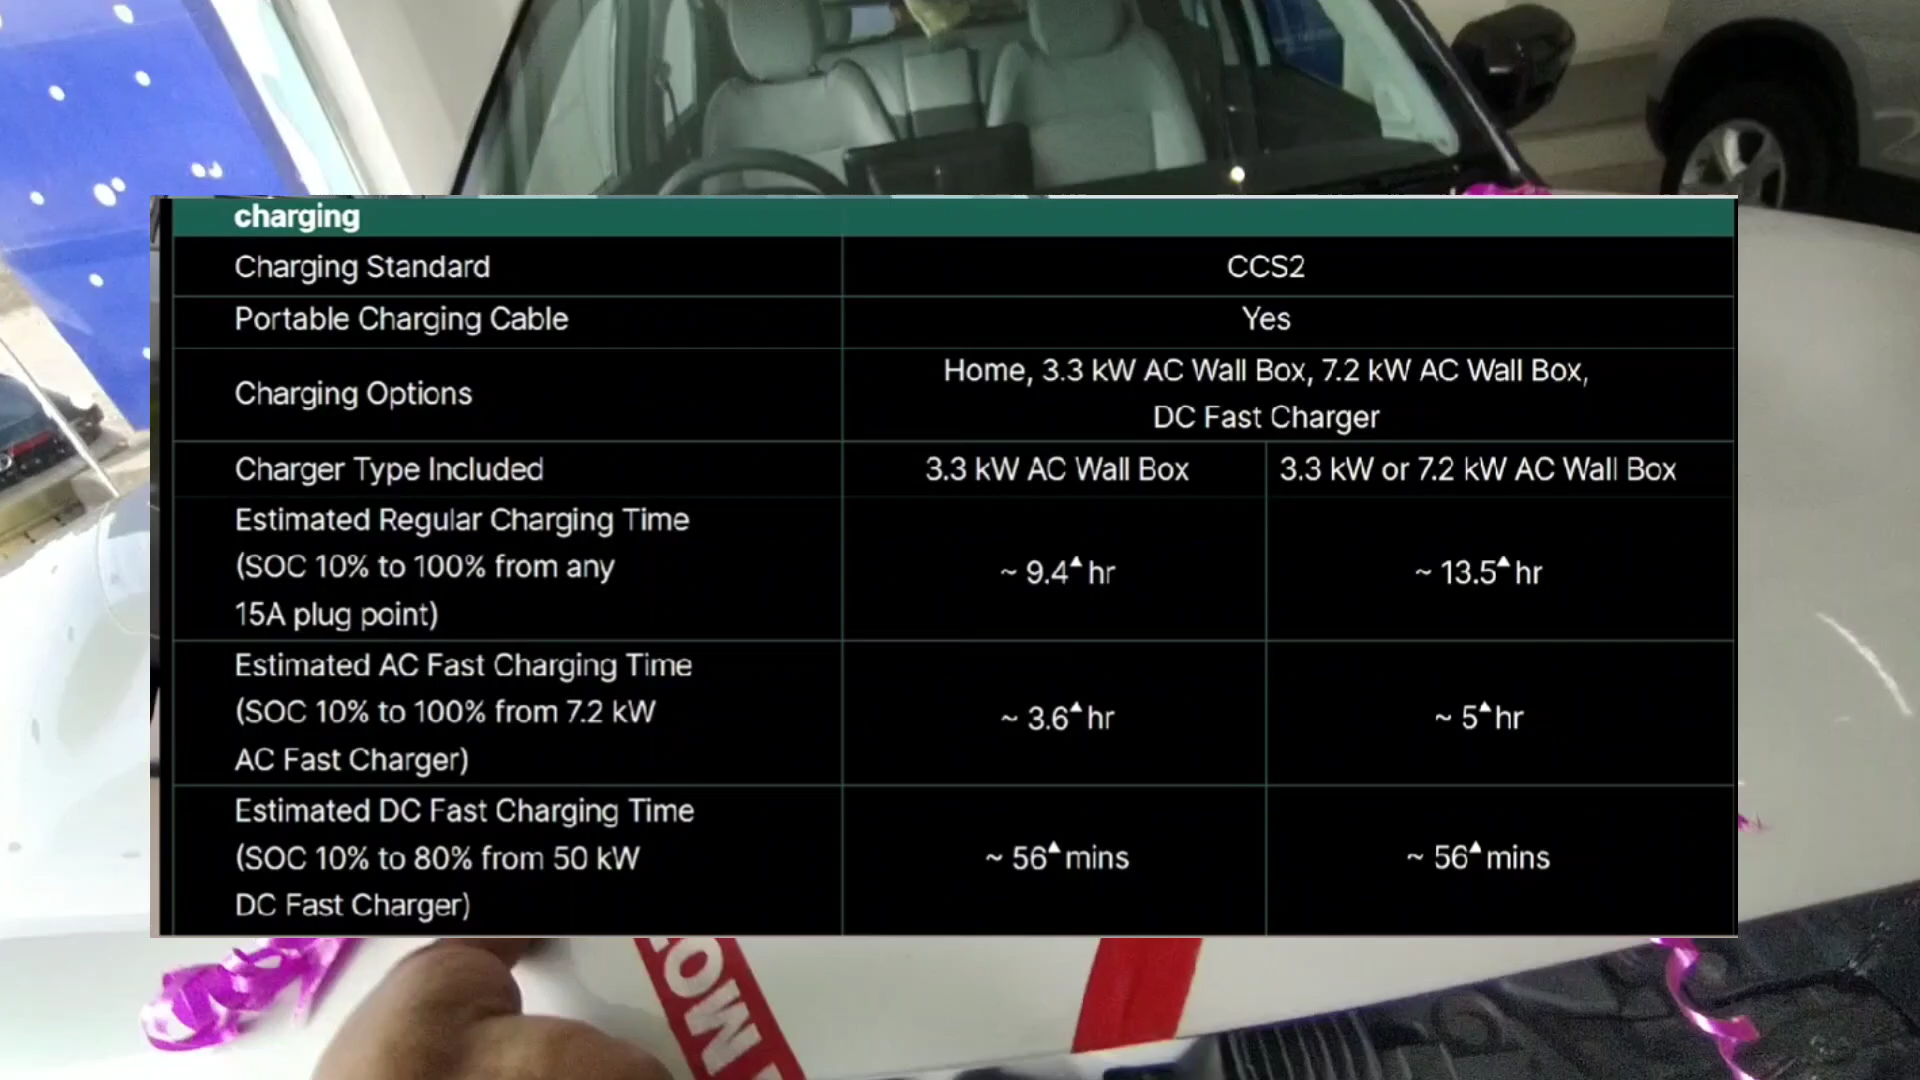 charging
Charging Standard CCS2
Portable Charging Cable Yes
Charging Options Home, 3.3 kW AC Wall Box, 7.2 kW AC Wall Box,
DC Fast Charger
Charger Type Included 3.3 kW AC Wall Box 3.3 kW or 7.2 kW AC Wall Box
Estimated Regular Charging Time
(SOC 10% to 100% from any
15A plug point)
~ 9.4▲ hr ~ 13.5▲ hr
Estimated AC Fast Charging Time
(SOC 10% to 100% from 7.2 kW
AC Fast Charger)
~ 3.6▲ hr ~ 5▲ hr
Estimated DC Fast Charging Time
(SOC 10% to 80% from 50 kW
DC Fast Charger)
~ 56▲ mins ~ 56▲ mins